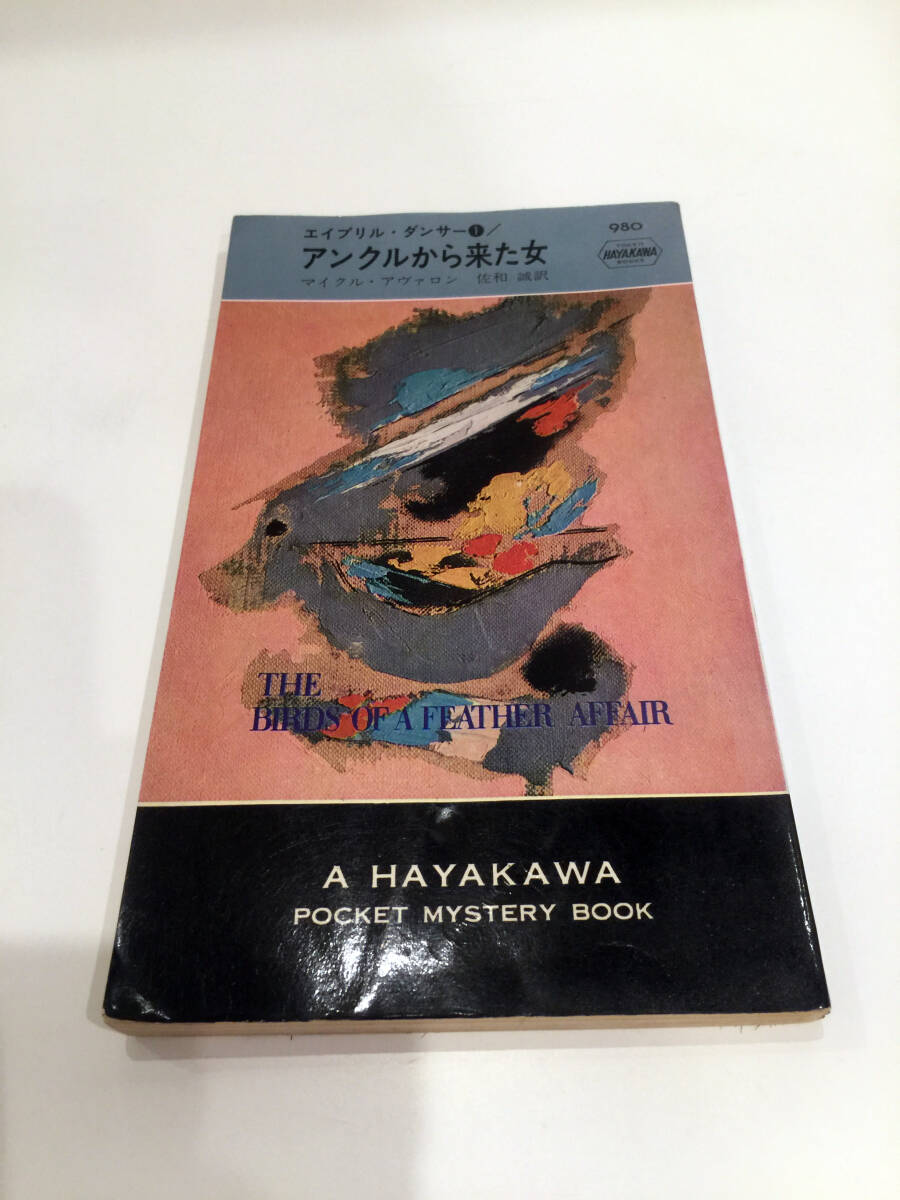 エイプリル・ダンサー❶/
アンクルから来た女
マイクル・アヴァロン 佐和 誠訳
980
TOKYO
HAYAKAWA
BOOKS
THE
BIRDS OF A FEATHER AFFAIR
A HAYAKAWA
POCKET MYSTERY BOOK